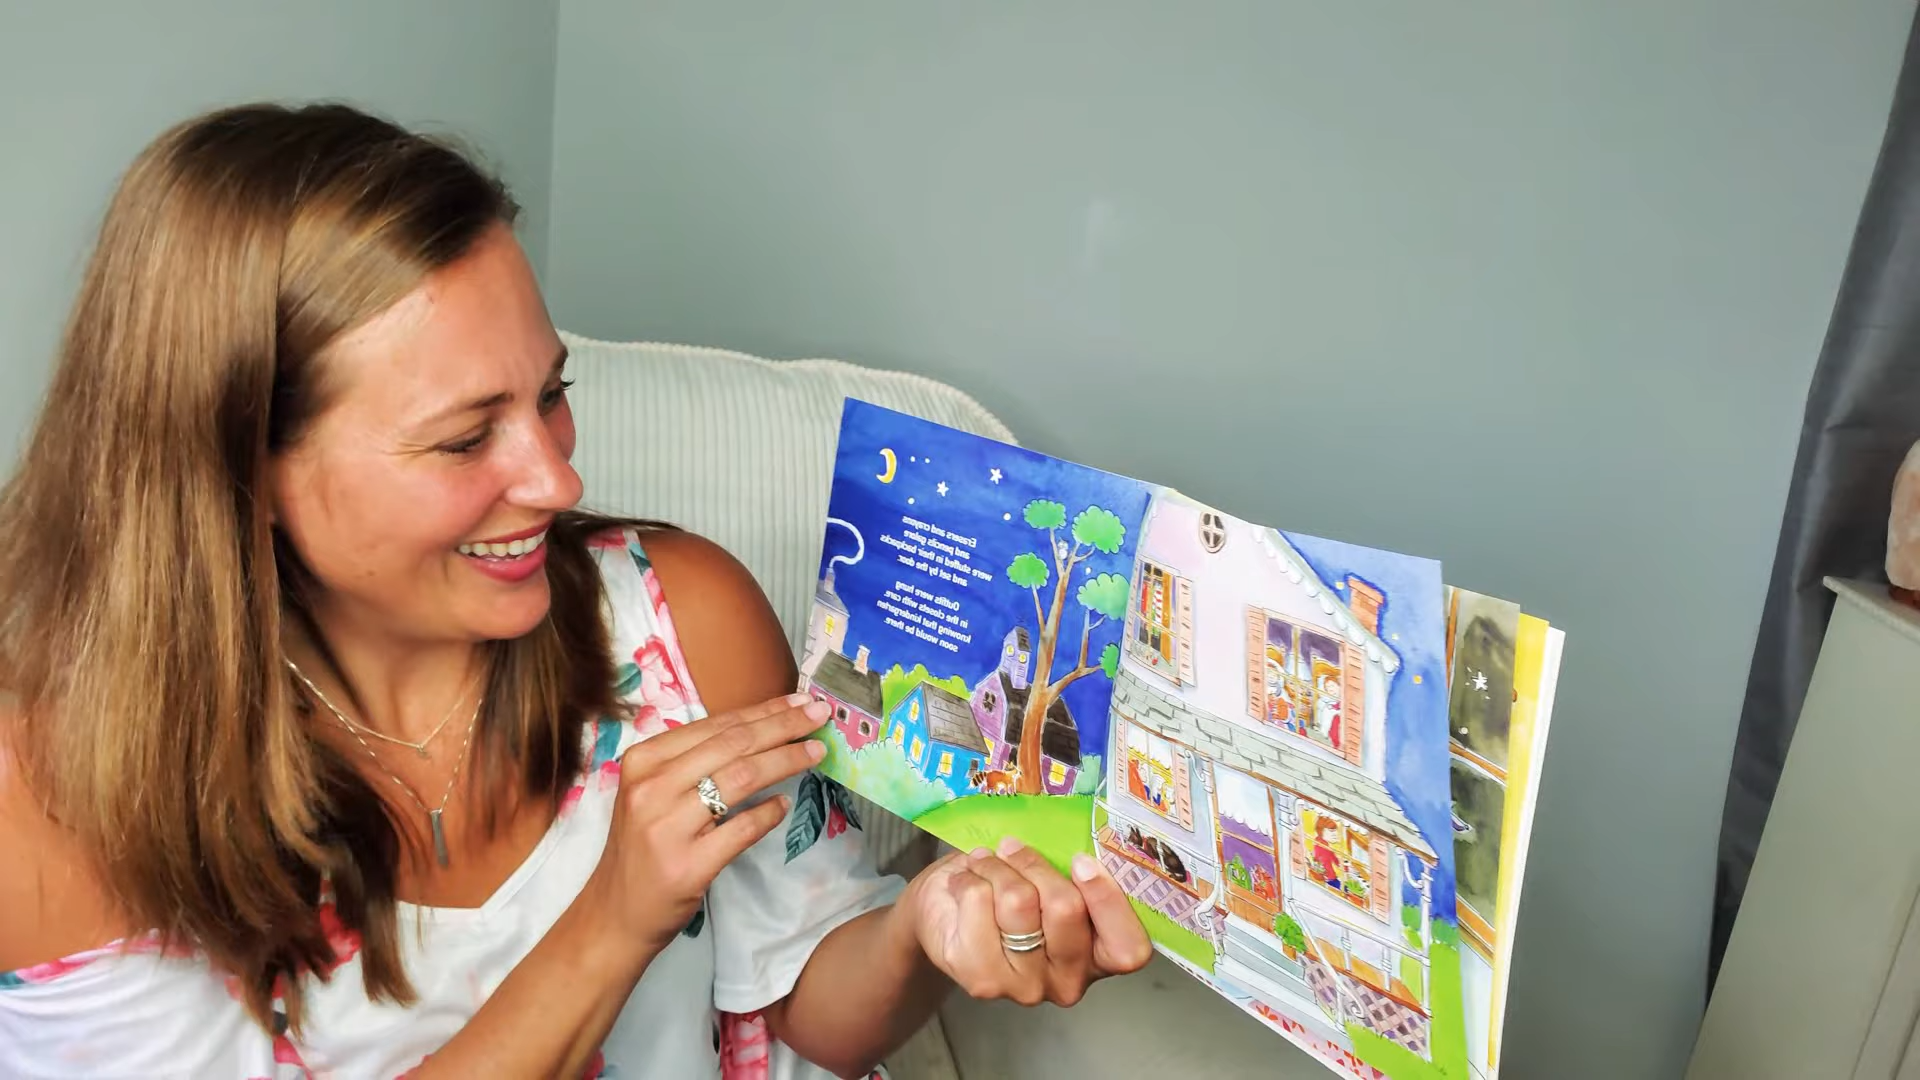 Erasers and crayons
and pencils galore
were stuffed in their backpacks
and set by the door.
Outfits were hung
in the closets with care,
knowing that kindergarten
soon would be there.